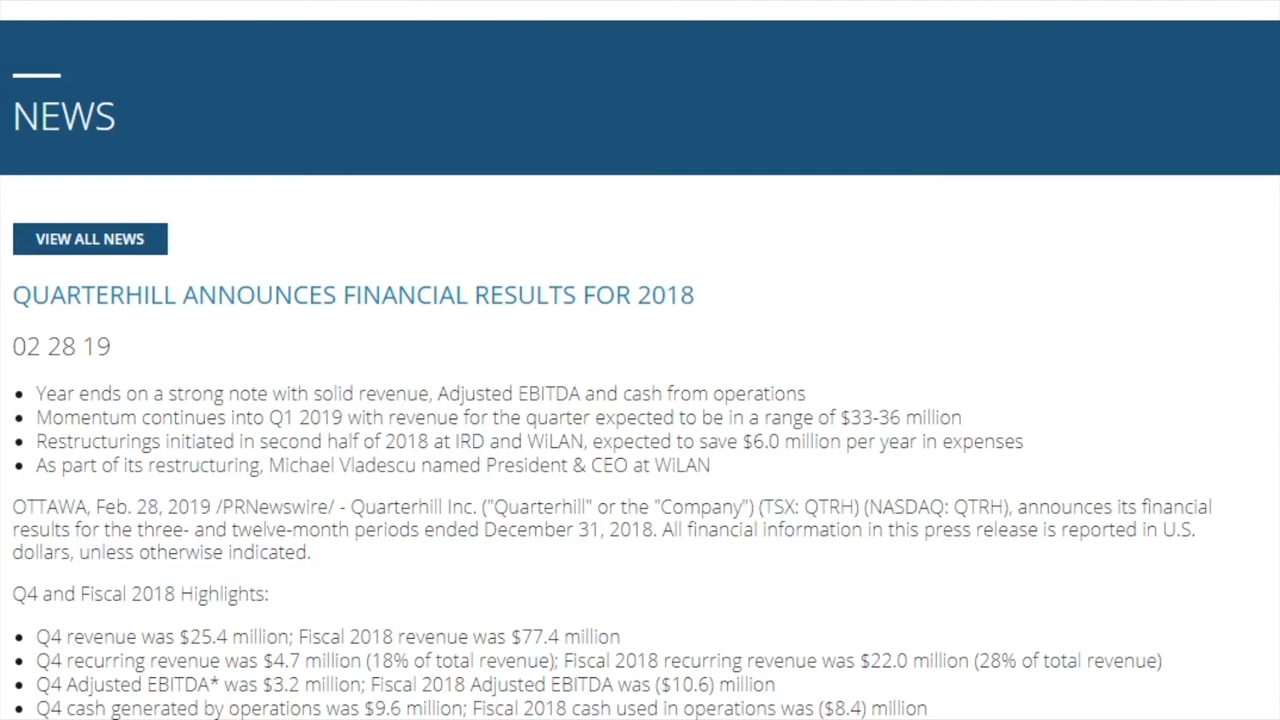 NEWS
VIEW ALL NEWS
QUARTERHILL ANNOUNCES FINANCIAL RESULTS FOR 2018
02 28 19
• Year ends on a strong note with solid revenue, Adjusted EBITDA and cash from operations
• Momentum continues into Q1 2019 with revenue for the quarter expected to be in a range of $33-36 million
• Restructurings initiated in second half of 2018 at IRD and WiLAN, expected to save $6.0 million per year in expenses
• As part of its restructuring, Michael Vladescu named President & CEO at WiLAN
OTTAWA, Feb. 28, 2019 /PRNewswire/ - Quarterhill Inc. ("Quarterhill" or the "Company") (TSX: QTRH) (NASDAQ: QTRH), announces its financial
results for the three- and twelve-month periods ended December 31, 2018. All financial information in this press release is reported in U.S.
dollars, unless otherwise indicated.
Q4 and Fiscal 2018 Highlights:
• Q4 revenue was $25.4 million; Fiscal 2018 revenue was $77.4 million
• Q4 recurring revenue was $4.7 million (18% of total revenue); Fiscal 2018 recurring revenue was $22.0 million (28% of total revenue)
• Q4 Adjusted EBITDA* was $3.2 million; Fiscal 2018 Adjusted EBITDA was ($10.6) million
• Q4 cash generated by operations was $9.6 million; Fiscal 2018 cash used in operations was ($8.4) million